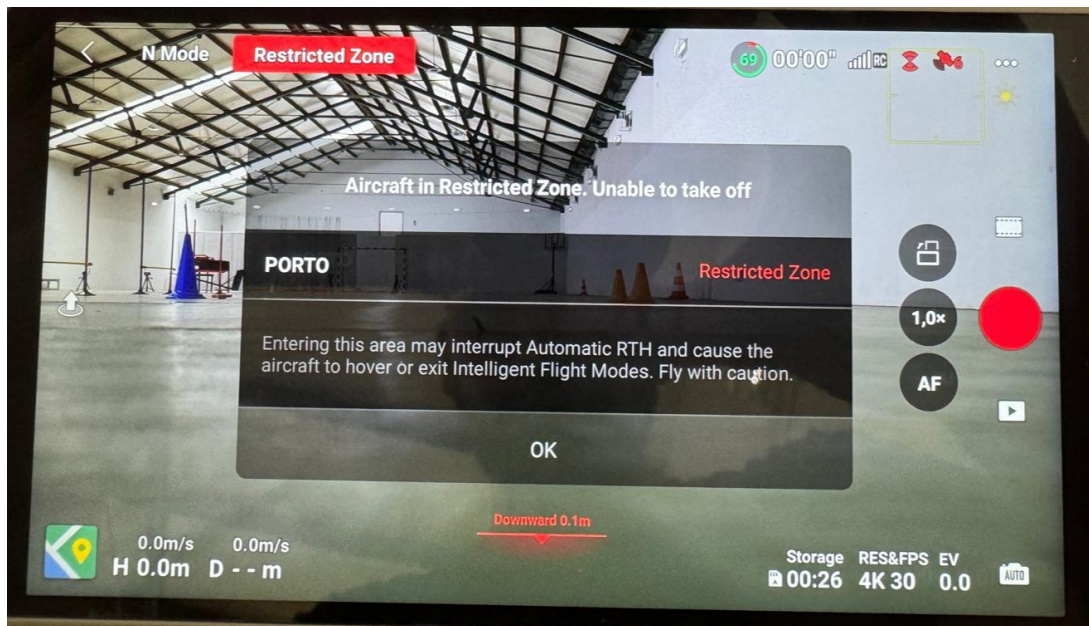 N Mode
Restricted Zone
69
00'00"
RC
6
Aircraft in Restricted Zone. Unable to take off
PORTO
Restricted Zone
Entering this area may interrupt Automatic RTH and cause the
aircraft to hover or exit Intelligent Flight Modes. Fly with caution.
OK
1,0×
AF
Downward 0.1m
0.0m/s 0.0m/s
H 0.0m D -- m
Storage RES&FPS EV
00:26 4K 30 0.0
AUTO